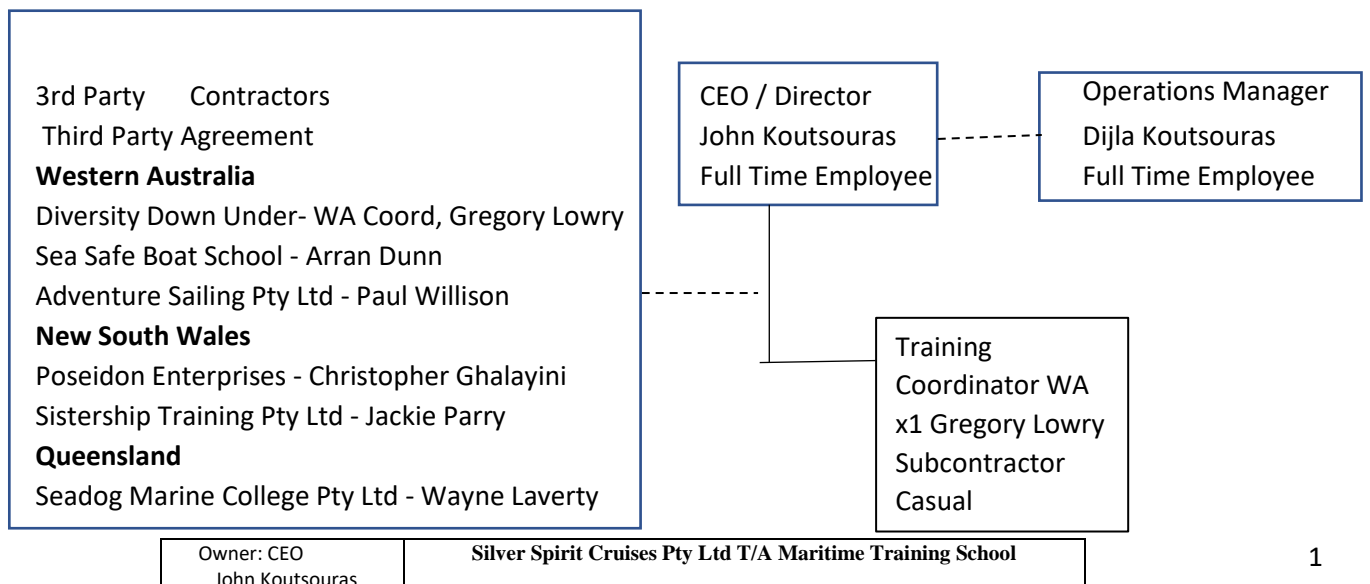 3rd Party Contractors
Third Party Agreement
Western Australia
Diversity Down Under- WA Coord, Gregory Lowry
Sea Safe Boat School - Arran Dunn
Adventure Sailing Pty Ltd - Paul Willison
New South Wales
Poseidon Enterprises - Christopher Ghalayini
Sistership Training Pty Ltd - Jackie Parry
Queensland
Seadog Marine College Pty Ltd - Wayne Laverty
CEO / Director
John Koutsouras
Full Time Employee
Operations Manager
Dijla Koutsouras
Full Time Employee
Training
Coordinator WA
x1 Gregory Lowry
Subcontractor
Casual
Owner: CEO
John Koutsouras
Silver Spirit Cruises Pty Ltd T/A Maritime Training School
1